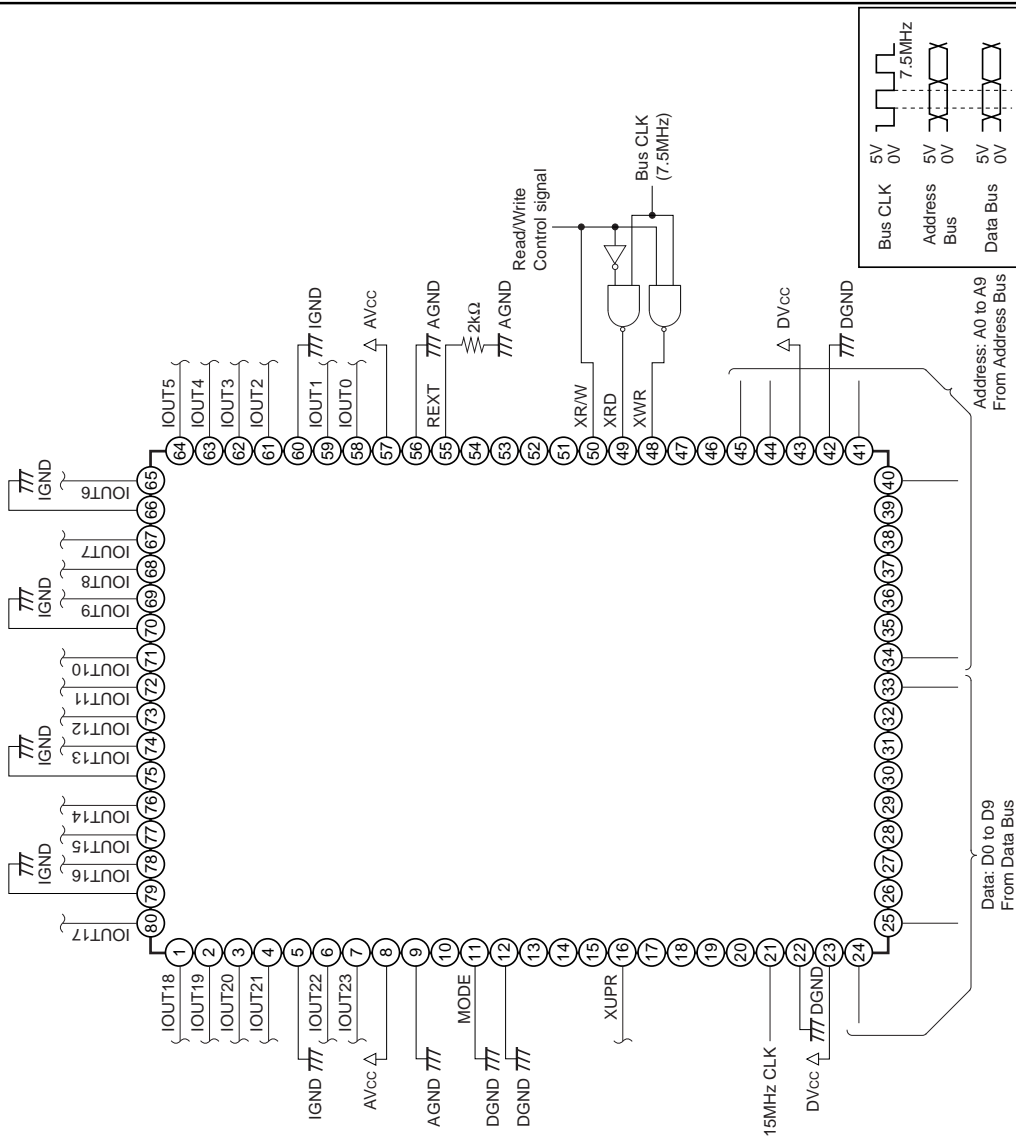 IGND
IOUT6
IOUT7
IOUT8
IGND
IOUT9
IOUT10
IOUT11
IOUT12
IGND
IOUT13
IOUT14
IOUT15
IGND
IOUT16
IOUT17
80 79 78 77 76 75 74 73 72 71 70 69 68 67 66 65
IOUT18 1
IOUT19 2
IOUT20 3
IOUT21 4
IGND 5
IOUT22 6
IOUT23 7
AVcc 8
AGND 9
10
MODE 11
DGND
DGND 12
13
14
15
XUPR 16
17
18
19
20
15MHz CLK 21
DGND 22
DVcc 23
24
25 26 27 28 29 30 31 32 33 34 35 36 37 38 39 40
64 IOUT5
63 IOUT4
62 IOUT3
61 IOUT2
60 IGND
59 IOUT1
58 IOUT0
57 AVcc
56 AGND
55 REXT
2kΩ
AGND
54
53
52
51
50 XR/W
49 XRD
48 XWR
47
46
45
44
43 DVcc
42 DGND
41
Read/Write
Control signal
Bus CLK
(7.5MHz)
Data: D0 to D9
From Data Bus
Address: A0 to A9
From Address Bus
Bus CLK
5V
0V
7.5MHz
Address
Bus
5V
0V
Data Bus
5V
0V